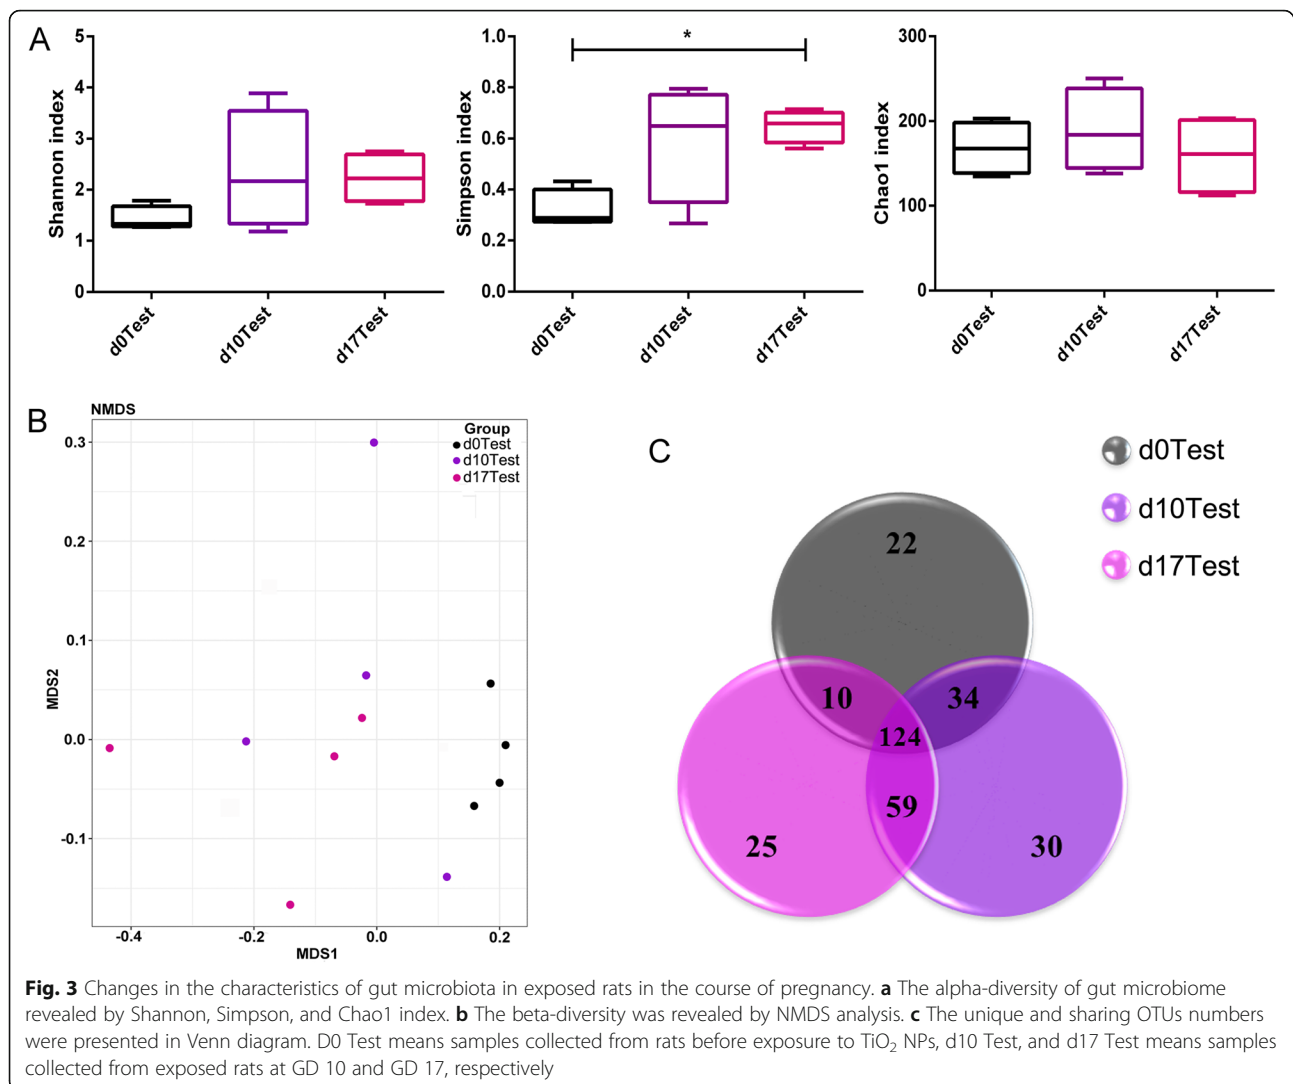 A
Shannon index
5
4
3
2
1
0
d0Test
d10Test
d17Test
Simpson index
1.0
0.8
0.6
0.4
0.2
0.0
*
d0Test
d10Test
d17Test
Chao1 index
300
200
100
0
d0Test
d10Test
d17Test
B
NMDS
Group
d0Test
d10Test
d17Test
MDS2
0.3
0.2
0.1
0.0
-0.1
-0.4
-0.2
0.0
0.2
MDS1
C
d0Test
d10Test
d17Test
22
10
34
124
59
25
30
Fig. 3 Changes in the characteristics of gut microbiota in exposed rats in the course of pregnancy. a The alpha-diversity of gut microbiome
revealed by Shannon, Simpson, and Chao1 index. b The beta-diversity was revealed by NMDS analysis. c The unique and sharing OTUs numbers
were presented in Venn diagram. D0 Test means samples collected from rats before exposure to TiO₂ NPs, d10 Test, and d17 Test means samples
collected from exposed rats at GD 10 and GD 17, respectively